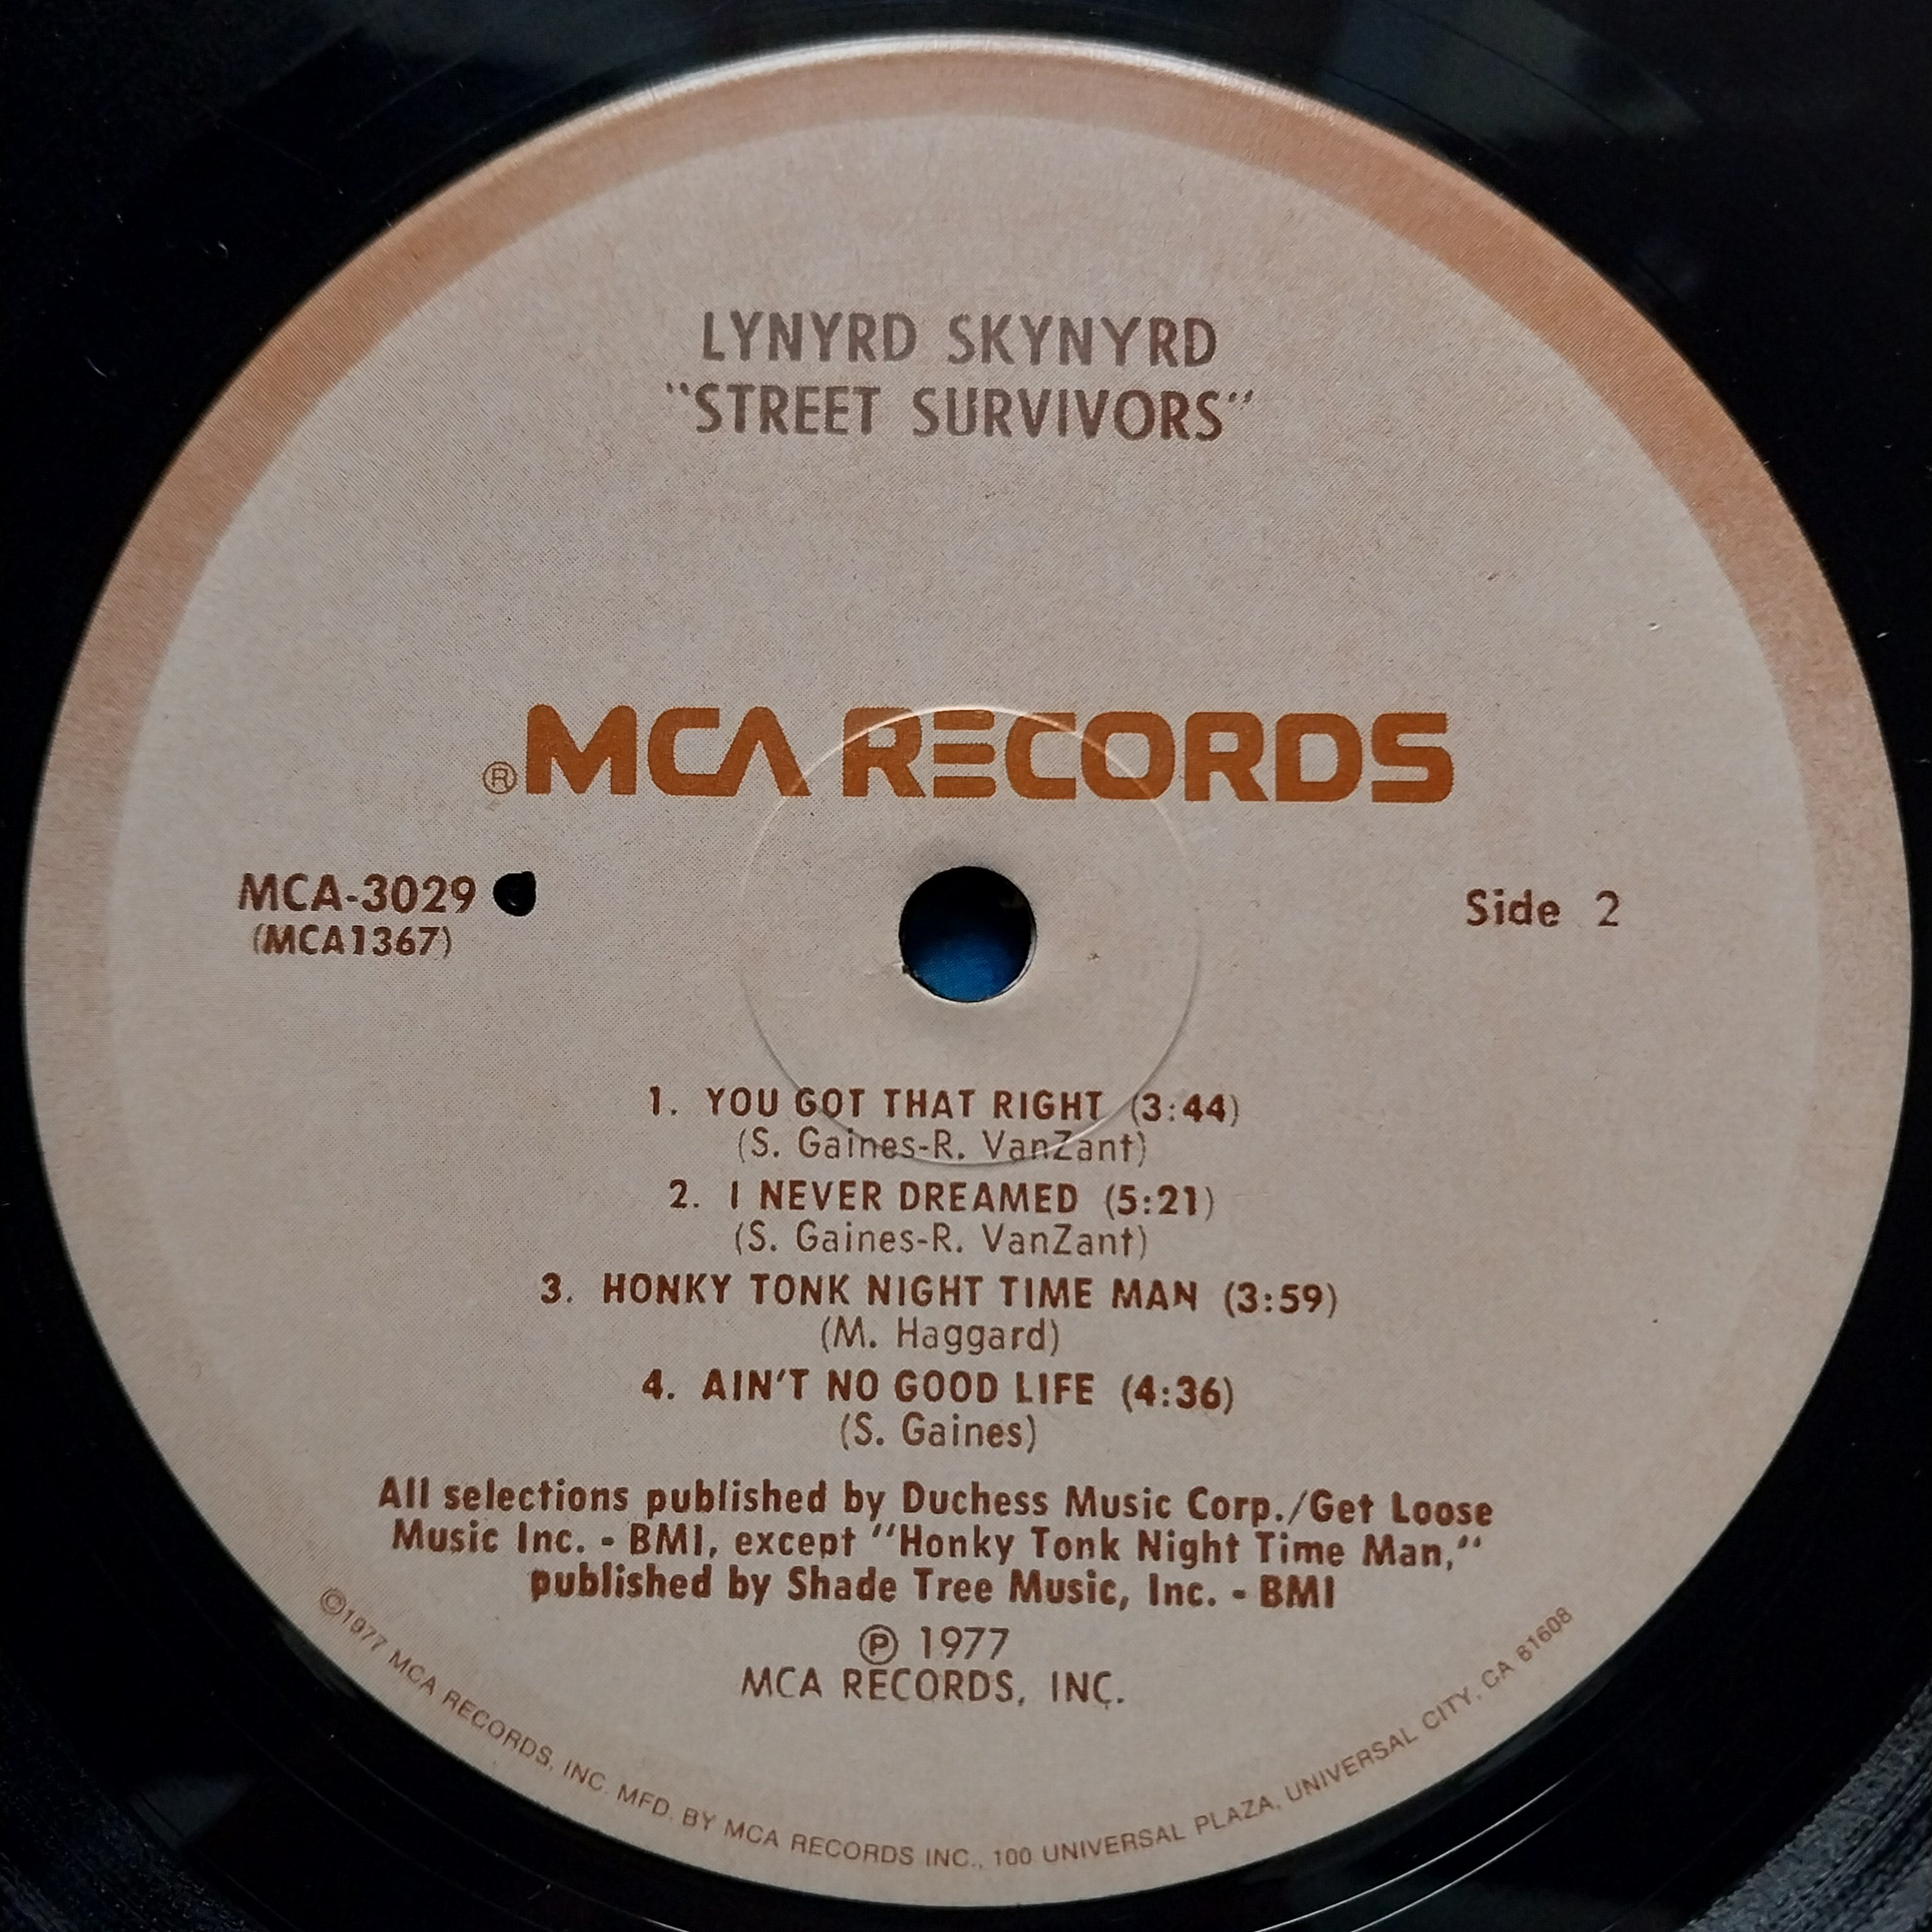 LYNYRD SKYNYRD
"STREET SURVIVORS"
®MCA RECORDS
MCA-3029
(MCA1367)
Side 2
1. YOU GOT THAT RIGHT (3:44)
(S. Gaines-R. VanZant)
2. I NEVER DREAMED (5:21)
(S. Gaines-R. VanZant)
3. HONKY TONK NIGHT TIME MAN (3:59)
(M. Haggard)
4. AIN'T NO GOOD LIFE (4:36)
(S. Gaines)
All selections published by Duchess Music Corp./Get Loose
Music Inc. - BMI, except "Honky Tonk Night Time Man,"
published by Shade Tree Music, Inc. - BMI
℗ 1977
MCA RECORDS, INC.
©1977 MCA RECORDS, INC. MFD. BY MCA RECORDS INC., 100 UNIVERSAL PLAZA, UNIVERSAL CITY, CA 81608